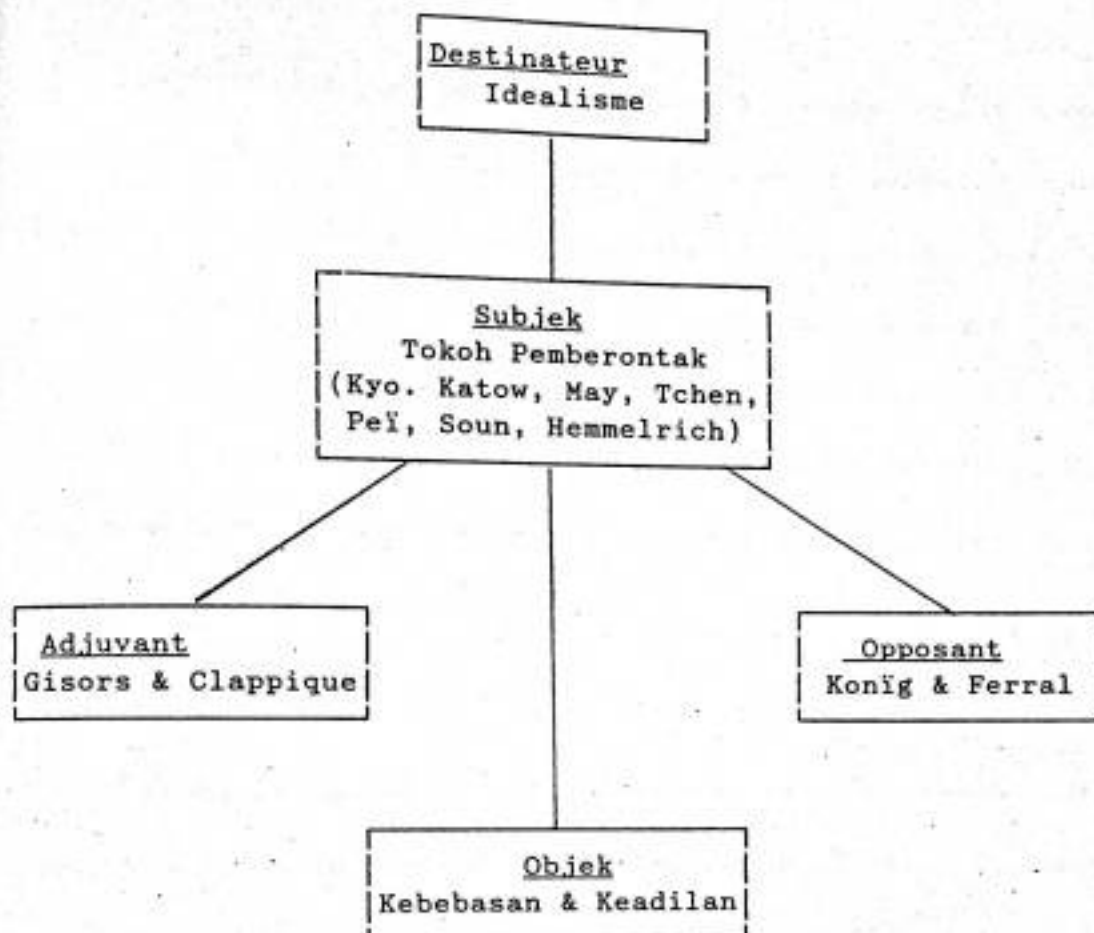 Destinateur
Idealisme
Subjek
Tokoh Pemberontak
(Kyo. Katow, May, Tchen,
Peï, Soun, Hemmelrich)
Adjuvant
Gisors & Clappique
Opposant
Konïg & Ferral
Objek
Kebebasan & Keadilan